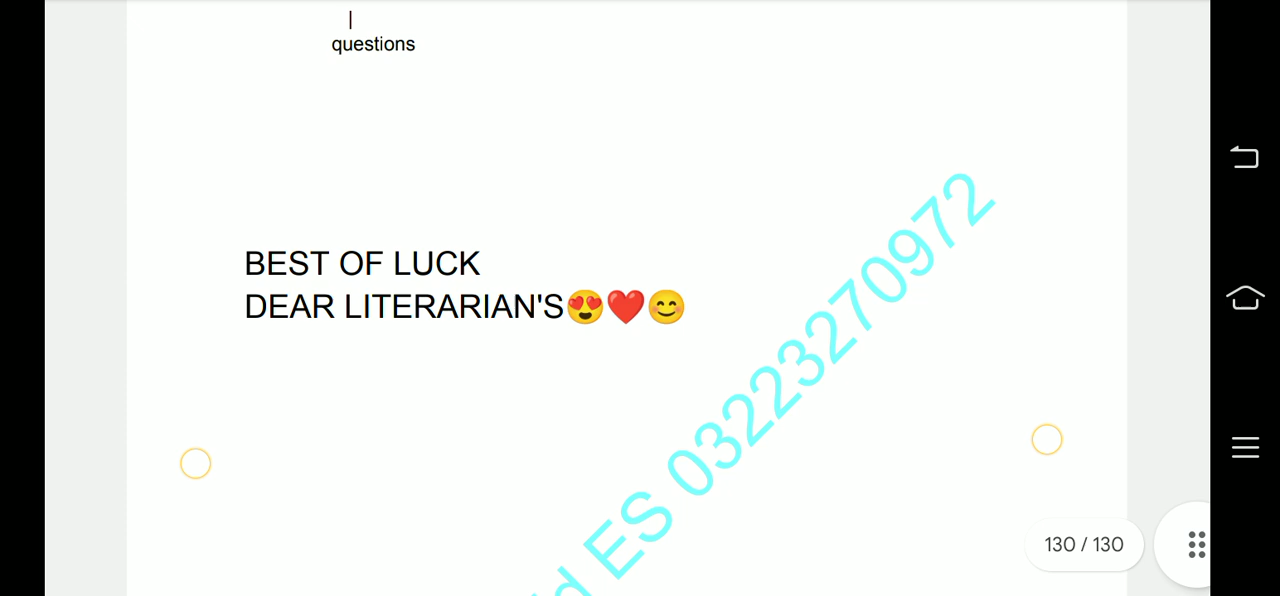 |
questions
BEST OF LUCK
DEAR LITERARIAN'S😍❤️😊
d ES 03223270972
130 / 130